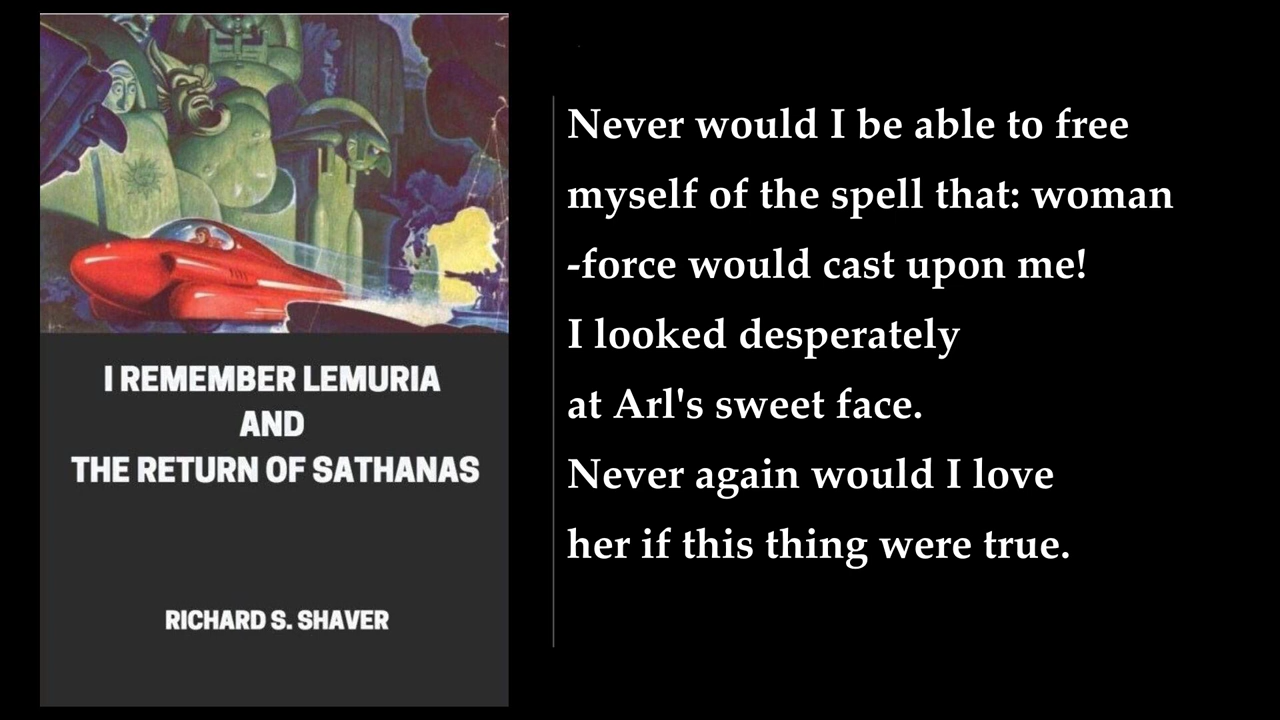 I REMEMBER LEMURIA
AND
THE RETURN OF SATHANAS
RICHARD S. SHAVER
Never would I be able to free
myself of the spell that: woman
-force would cast upon me!
I looked desperately
at Arl's sweet face.
Never again would I love
her if this thing were true.